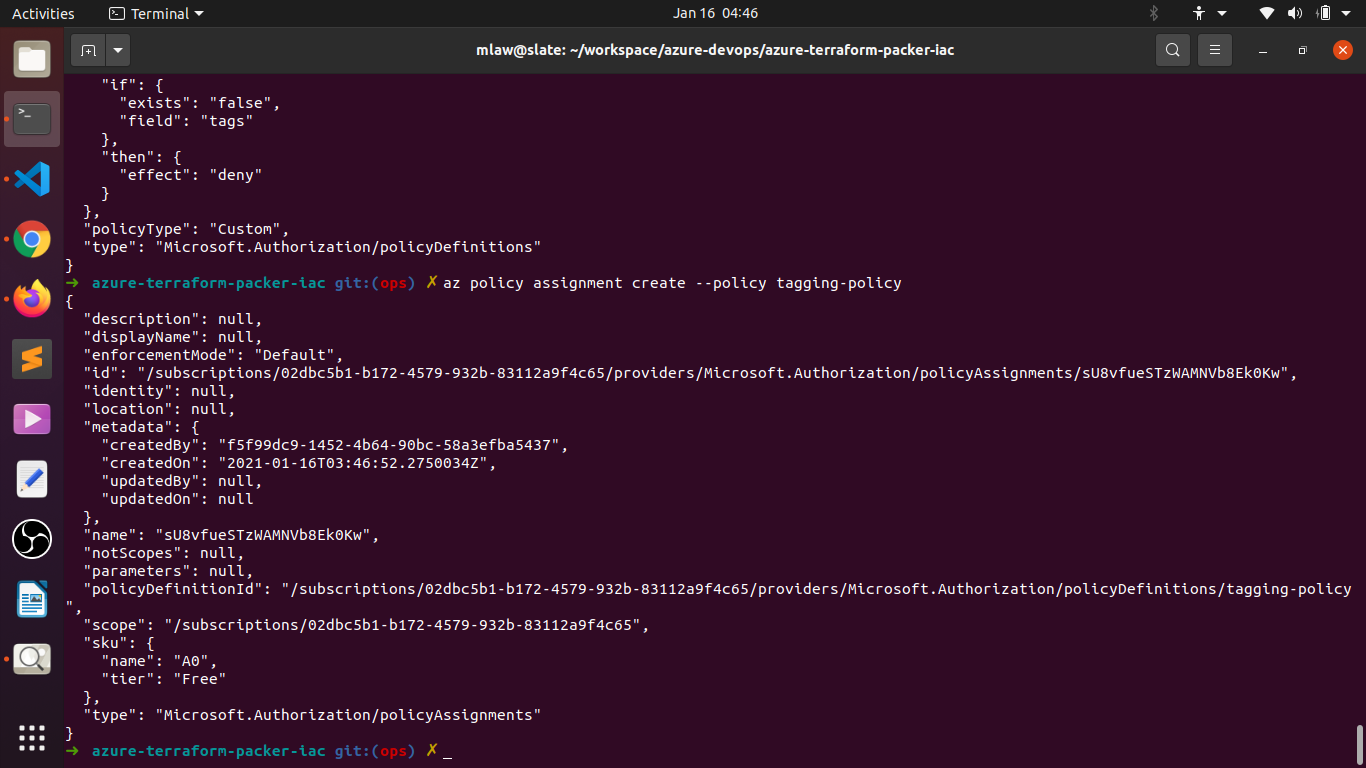 Activities
Terminal
Jan 16 04:46
mlaw@slate: ~/workspace/azure-devops/azure-terraform-packer-iac
    "if": {
      "exists": "false",
      "field": "tags"
    },
    "then": {
      "effect": "deny"
    }
  },
  "policyType": "Custom",
  "type": "Microsoft.Authorization/policyDefinitions"
}
➜  azure-terraform-packer-iac git:(ops) ✗ az policy assignment create --policy tagging-policy
{
  "description": null,
  "displayName": null,
  "enforcementMode": "Default",
  "id": "/subscriptions/02dbc5b1-b172-4579-932b-83112a9f4c65/providers/Microsoft.Authorization/policyAssignments/sU8vfueSTzWAMNVb8Ek0Kw",
  "identity": null,
  "location": null,
  "metadata": {
    "createdBy": "f5f99dc9-1452-4b64-90bc-58a3efba5437",
    "createdOn": "2021-01-16T03:46:52.2750034Z",
    "updatedBy": null,
    "updatedOn": null
  },
  "name": "sU8vfueSTzWAMNVb8Ek0Kw",
  "notScopes": null,
  "parameters": null,
  "policyDefinitionId": "/subscriptions/02dbc5b1-b172-4579-932b-83112a9f4c65/providers/Microsoft.Authorization/policyDefinitions/tagging-policy
",
  "scope": "/subscriptions/02dbc5b1-b172-4579-932b-83112a9f4c65",
  "sku": {
    "name": "A0",
    "tier": "Free"
  },
  "type": "Microsoft.Authorization/policyAssignments"
}
➜  azure-terraform-packer-iac git:(ops) ✗ _